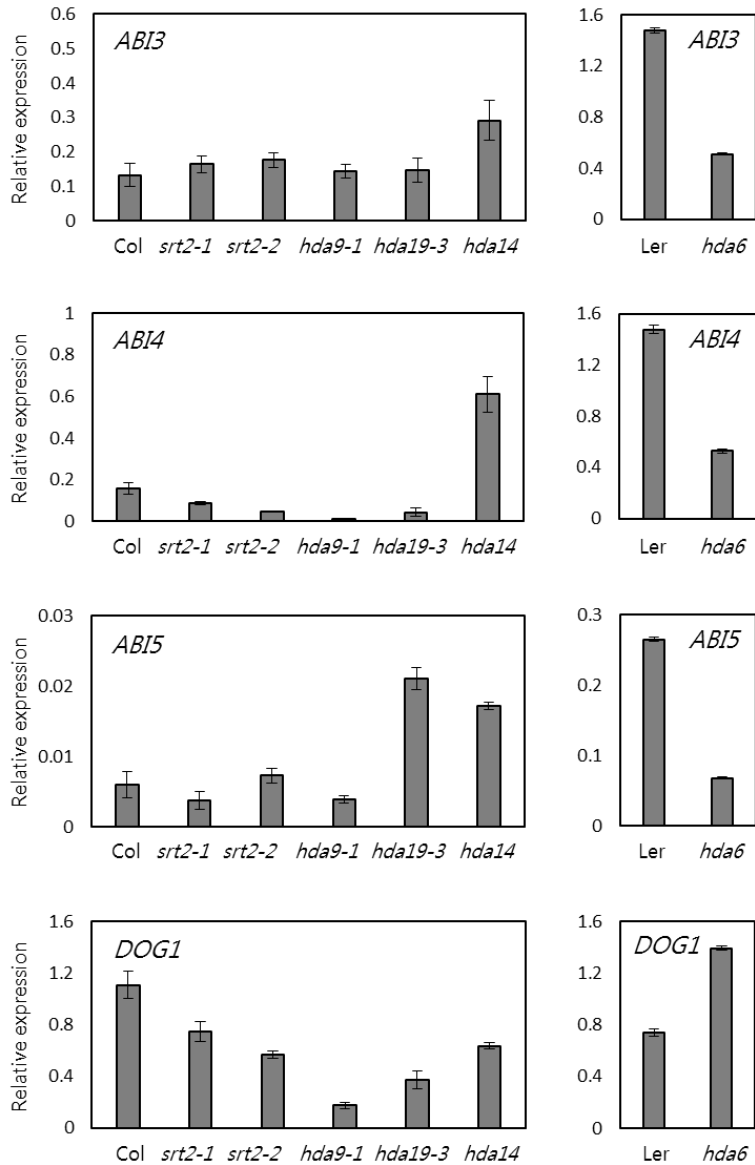 Relative expression
0.6
0.5
0.4
0.3
0.2
0.1
0
ABI3
Col srt2-1 srt2-2 hda9-1 hda19-3 hda14
1.6
1.2
0.8
0.4
0
ABI3
Ler hda6
Relative expression
1
0.8
0.6
0.4
0.2
0
ABI4
Col srt2-1 srt2-2 hda9-1 hda19-3 hda14
1.6
1.2
0.8
0.4
0
ABI4
Ler hda6
Relative expression
0.03
0.02
0.01
0
ABI5
Col srt2-1 srt2-2 hda9-1 hda19-3 hda14
0.3
0.2
0.1
0
ABI5
Ler hda6
Relative expression
1.6
1.2
0.8
0.4
0
DOG1
Col srt2-1 srt2-2 hda9-1 hda19-3 hda14
1.6
1.2
0.8
0.4
0
DOG1
Ler hda6